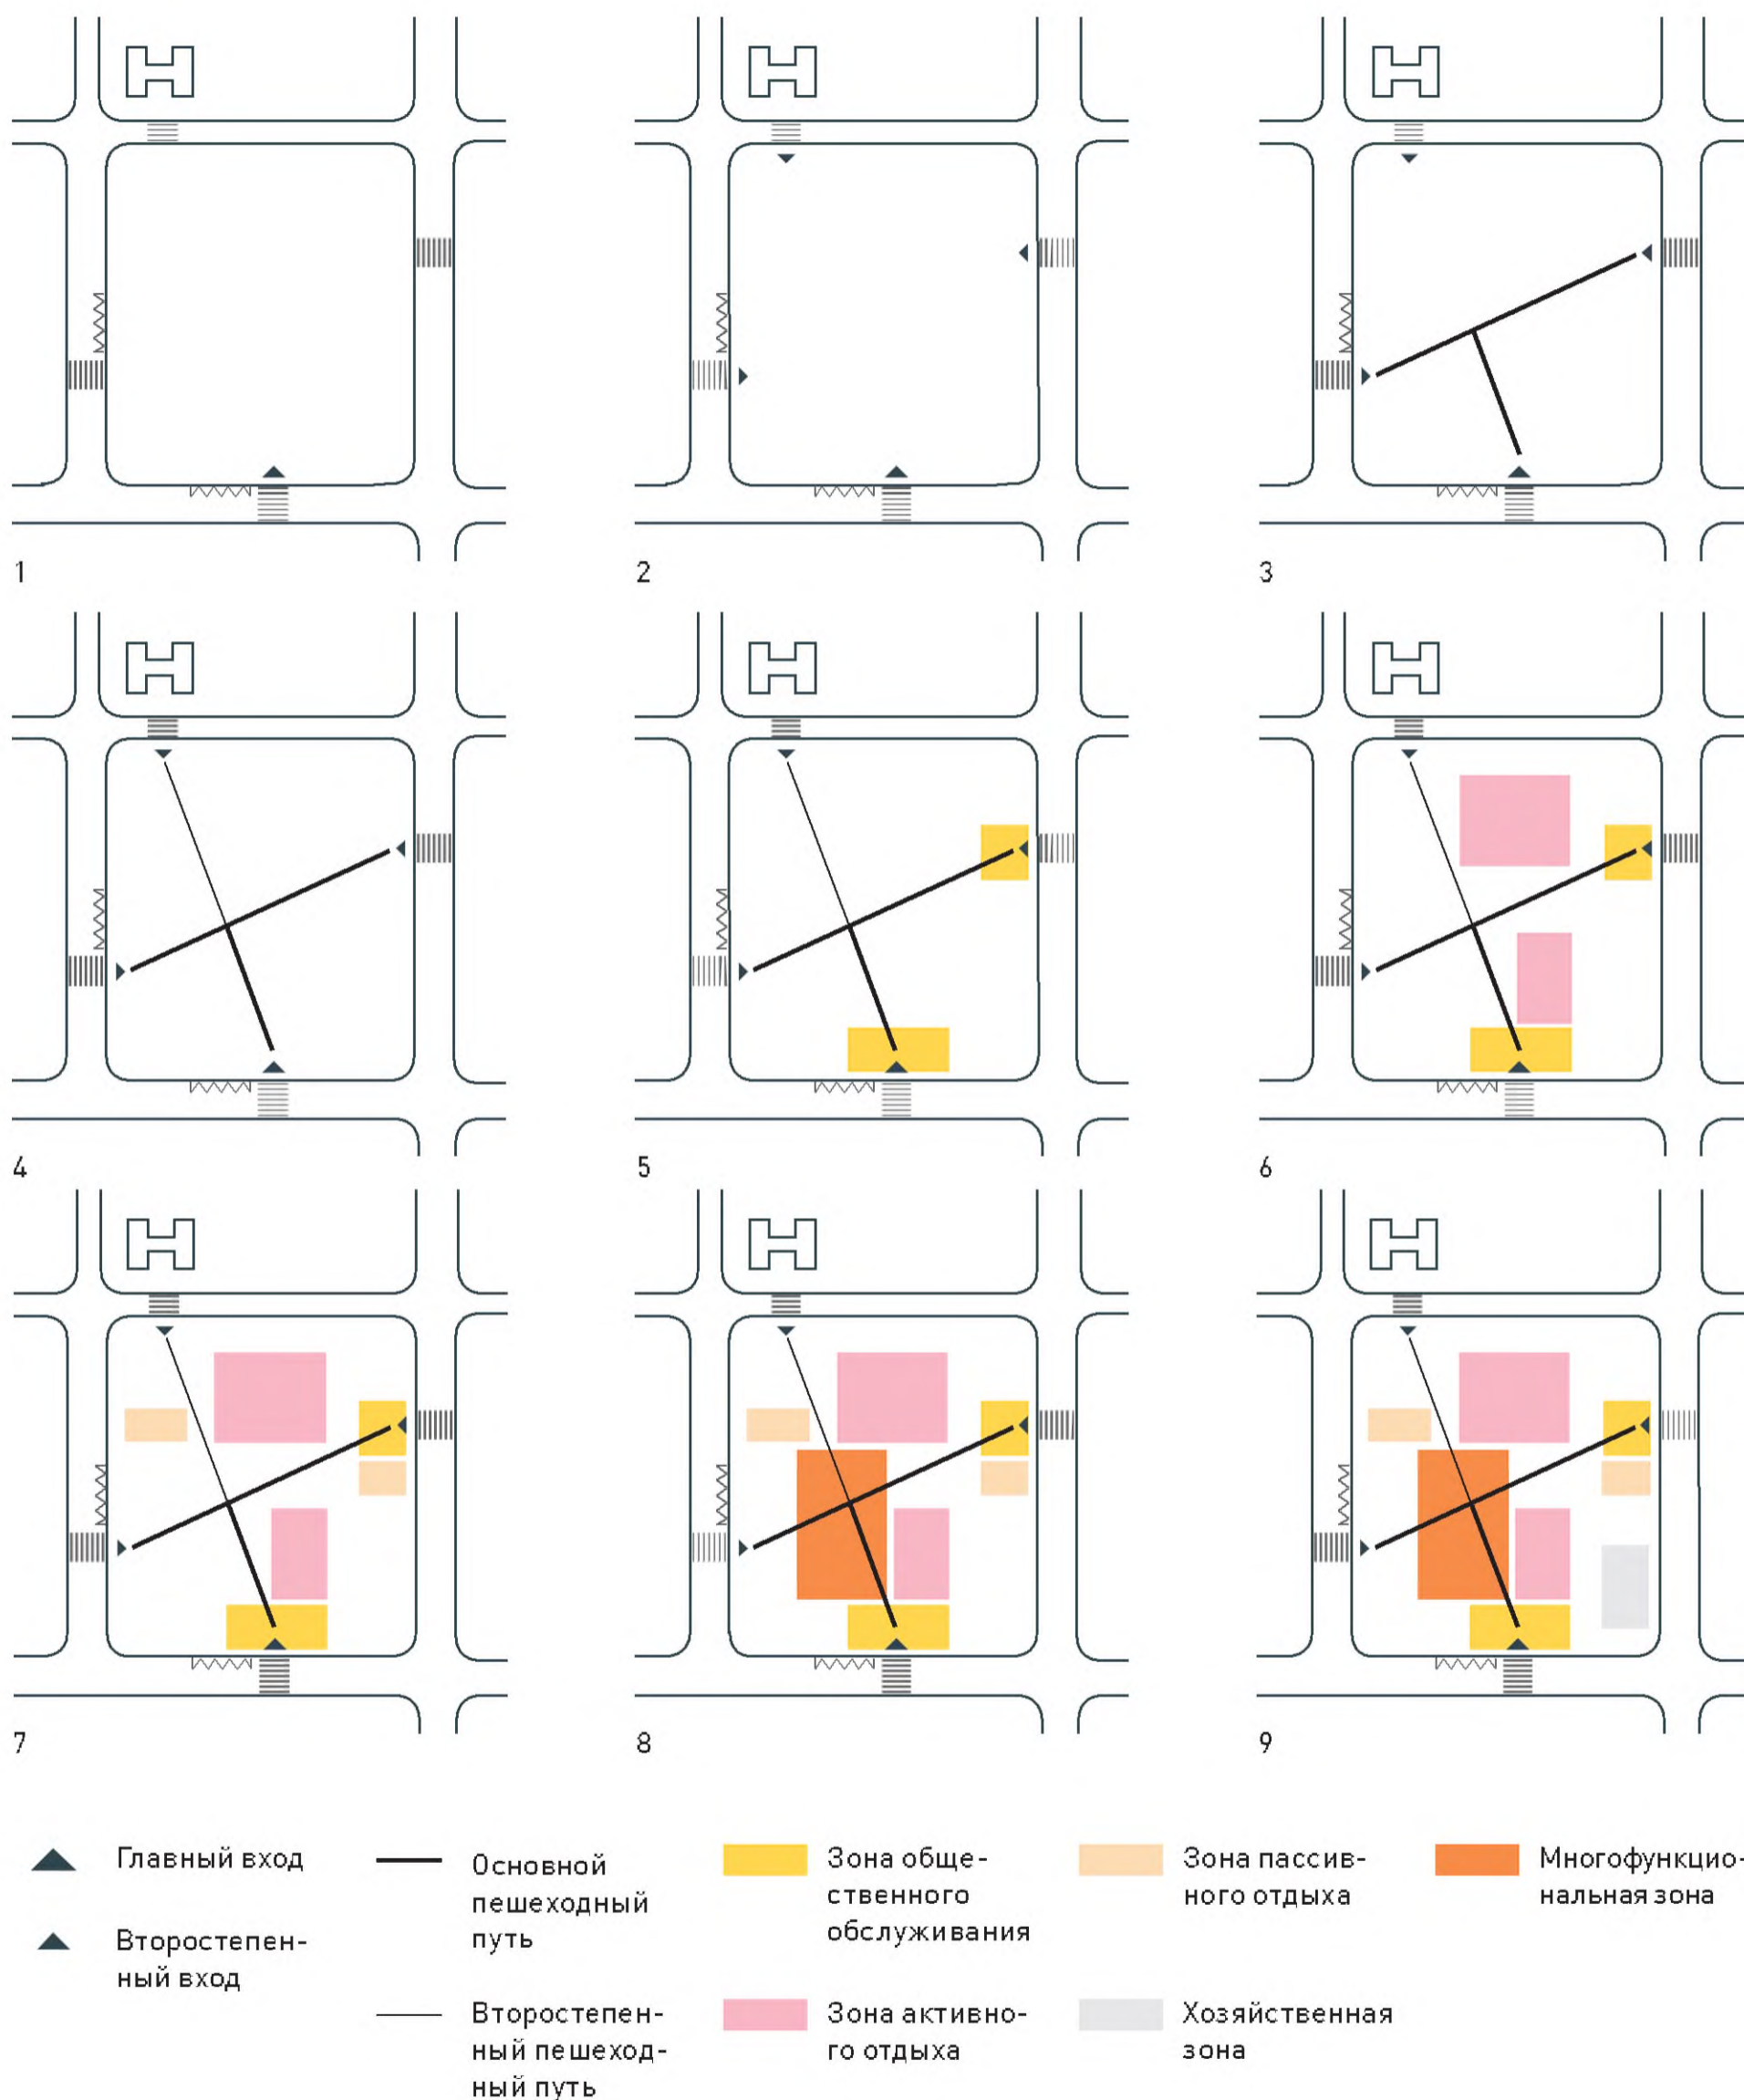 1
2
3
4
5
6
7
8
9
Главный вход
Второстепен-
ный вход
Основной
пешеходный
путь
Второстепен-
ный пешеход-
ный путь
Зона обще-
ственного
обслуживания
Зона активно-
го отдыха
Зона пассив-
ного отдыха
Хозяйственная
зона
Многофункцио-
нальная зона